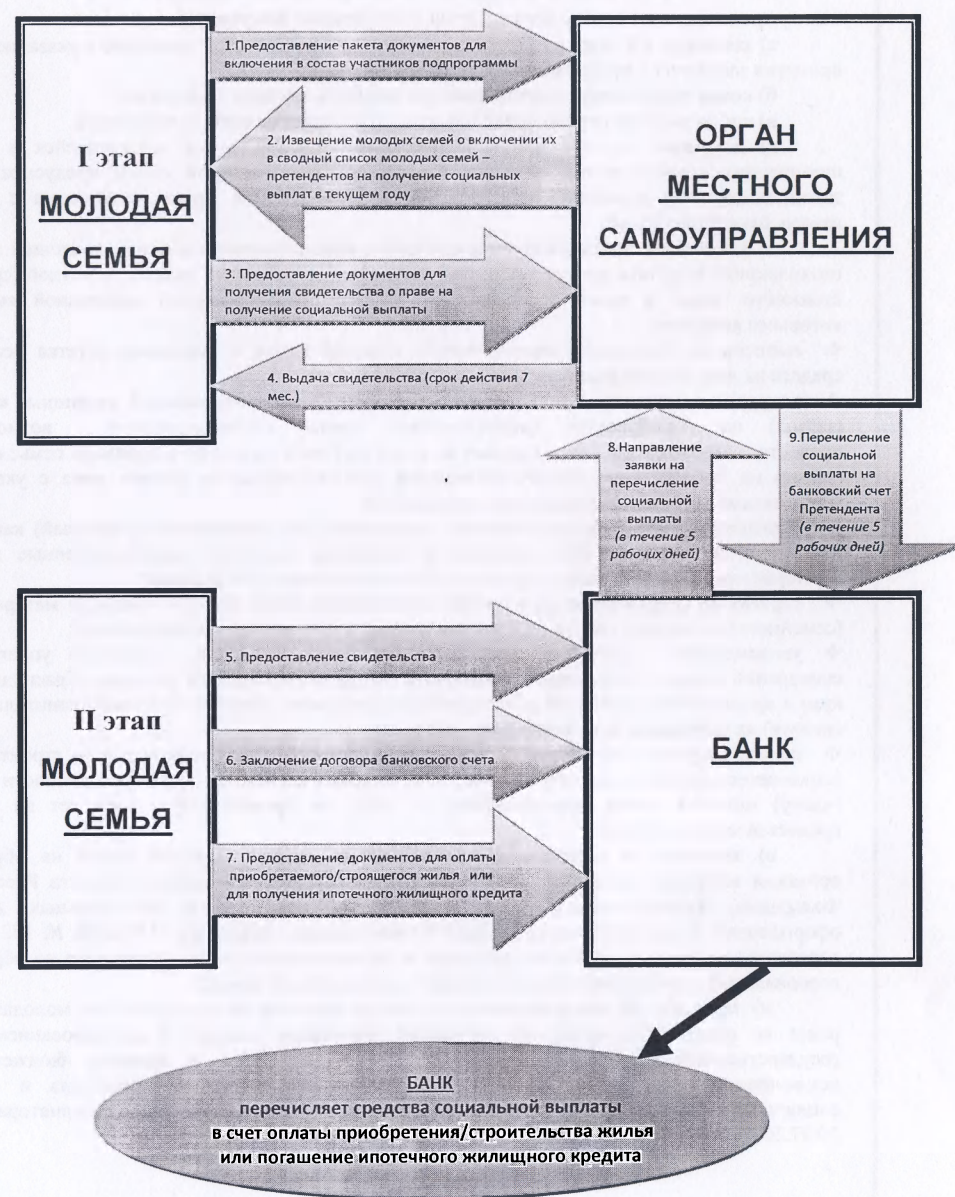 1.Предоставление пакета документов для
включения в состав участников подпрограммы
2. Извещение молодых семей о включении их
в сводный список молодых семей –
претендентов на получение социальных
выплат в текущем году
I этап
МОЛОДАЯ
СЕМЬЯ
ОРГАН
МЕСТНОГО
САМОУПРАВЛЕНИЯ
3. Предоставление документов для
получения свидетельства о праве на
получение социальной выплаты
4. Выдача свидетельства (срок действия 7
мес.)
8.Направление
заявки на
перечисление
социальной
выплаты
(в течение 5
рабочих дней)
9.Перечисление
социальной
выплаты на
банковский счет
Претендента
(в течение 5
рабочих дней)
II этап
МОЛОДАЯ
СЕМЬЯ
5. Предоставление свидетельства
6. Заключение договора банковского счета
7. Предоставление документов для оплаты
приобретаемого/строящегося жилья или
для получения ипотечного жилищного кредита
БАНК
БАНК
перечисляет средства социальной выплаты
в счет оплаты приобретения/строительства жилья
или погашение ипотечного жилищного кредита